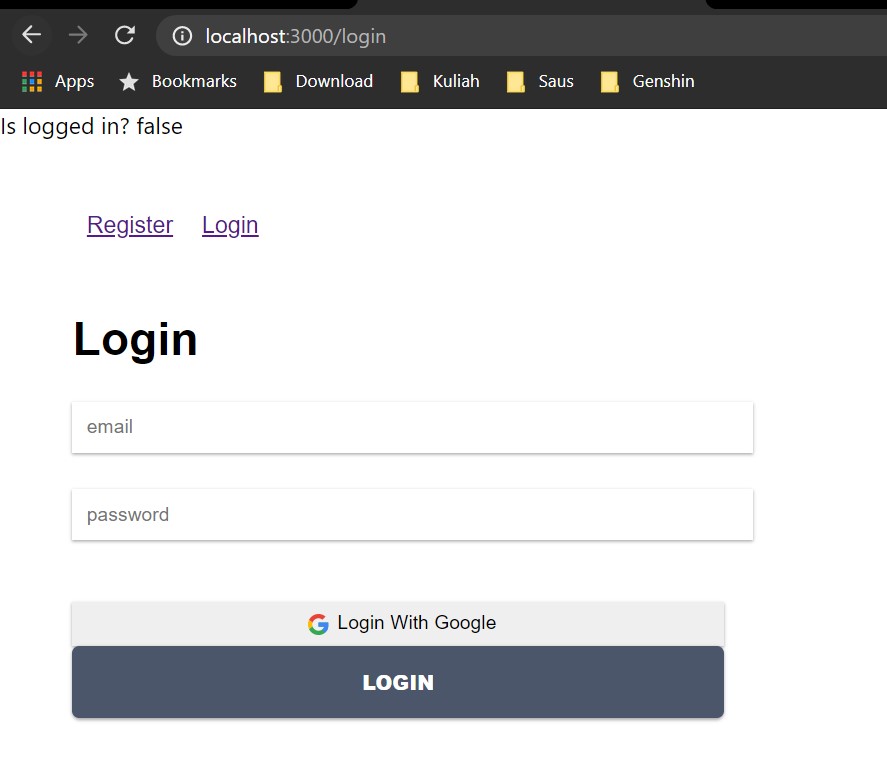 localhost:3000/login
Apps Bookmarks Download Kuliah Saus Genshin
Is logged in? false
Register Login
Login
email
password
Login With Google
LOGIN